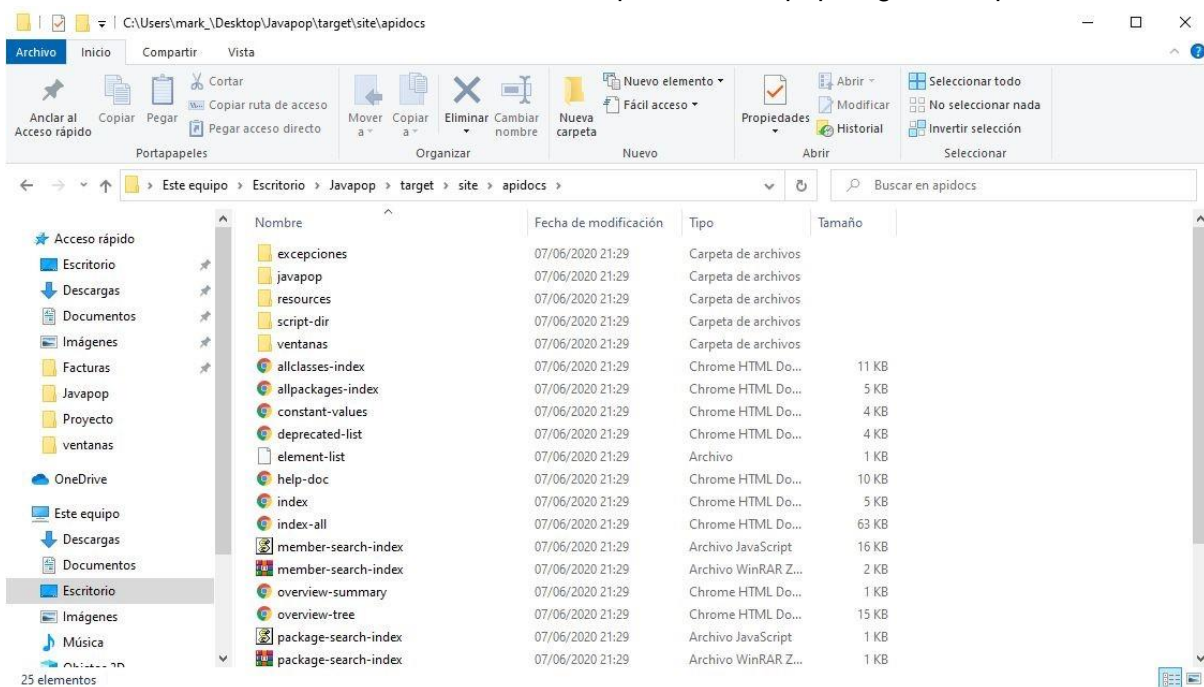 C:\Users\mark_\Desktop\Javapop\target\site\apidocs
Archivo Inicio Compartir Vista
Anclar al Acceso rápido
Copiar
Pegar
Cortar
Copiar ruta de acceso
Pegar acceso directo
Mover a
Copiar a
Eliminar
Cambiar nombre
Nueva carpeta
Nuevo elemento
Fácil acceso
Propiedades
Abrir
Modificar
Historial
Seleccionar todo
No seleccionar nada
Invertir selección
Portapapeles Organizar Nuevo Abrir Seleccionar
Este equipo > Escritorio > Javapop > target > site > apidocs >
Buscar en apidocs
Acceso rápido
Escritorio
Descargas
Documentos
Imágenes
Facturas
Javapop
Proyecto
ventanas
OneDrive
Este equipo
Descargas
Documentos
Escritorio
Imágenes
Música
Nombre Fecha de modificación Tipo Tamaño
excepciones 07/06/2020 21:29 Carpeta de archivos
javapop 07/06/2020 21:29 Carpeta de archivos
resources 07/06/2020 21:29 Carpeta de archivos
script-dir 07/06/2020 21:29 Carpeta de archivos
ventanas 07/06/2020 21:29 Carpeta de archivos
allclasses-index 07/06/2020 21:29 Chrome HTML Do... 11 KB
allpackages-index 07/06/2020 21:29 Chrome HTML Do... 5 KB
constant-values 07/06/2020 21:29 Chrome HTML Do... 4 KB
deprecated-list 07/06/2020 21:29 Chrome HTML Do... 4 KB
element-list 07/06/2020 21:29 Archivo 1 KB
help-doc 07/06/2020 21:29 Chrome HTML Do... 10 KB
index 07/06/2020 21:29 Chrome HTML Do... 5 KB
index-all 07/06/2020 21:29 Chrome HTML Do... 63 KB
member-search-index 07/06/2020 21:29 Archivo JavaScript 16 KB
member-search-index 07/06/2020 21:29 Archivo WinRAR Z... 2 KB
overview-summary 07/06/2020 21:29 Chrome HTML Do... 1 KB
overview-tree 07/06/2020 21:29 Chrome HTML Do... 15 KB
package-search-index 07/06/2020 21:29 Archivo JavaScript 1 KB
package-search-index 07/06/2020 21:29 Archivo WinRAR Z... 1 KB
25 elementos